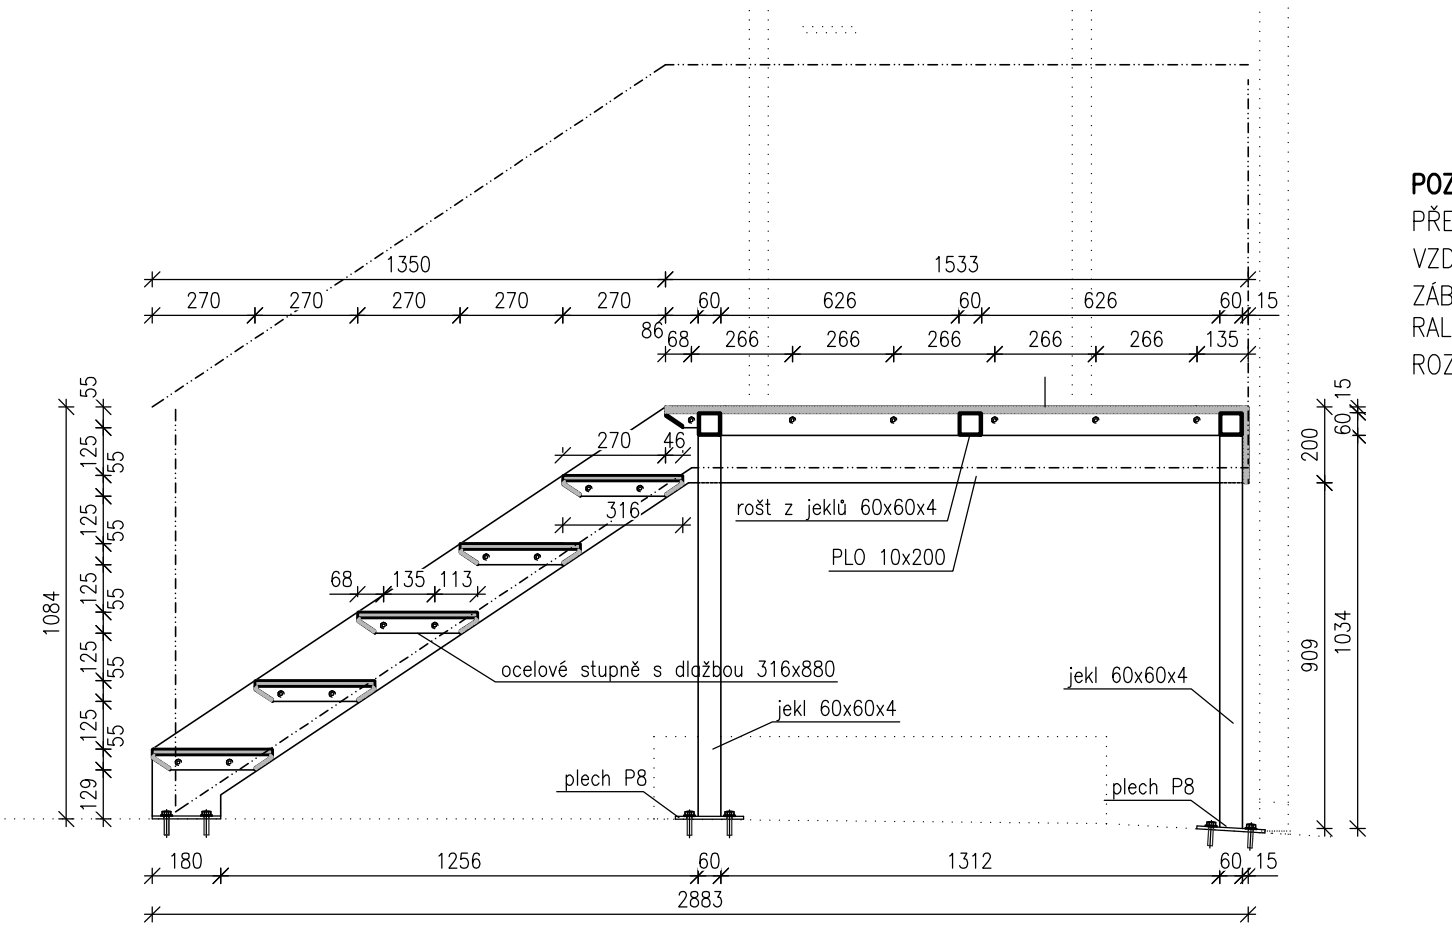 POZ
PŘE
VZD
ZÁB
RAL
ROZ
1350
1533
270 270 270 270 270 60 626 60 626 60 15
86 68 266 266 266 266 266 135
55
125
55
125
55
125
55
125
55
125
55
129
1084
270 46
316
68 135 113
15
60
200
909
1034
rošt z jeklů 60x60x4
PLO 10x200
ocelové stupně s dlažbou 316x880
jekl 60x60x4
jekl 60x60x4
plech P8
plech P8
180 1256 60 1312 60 15
2883